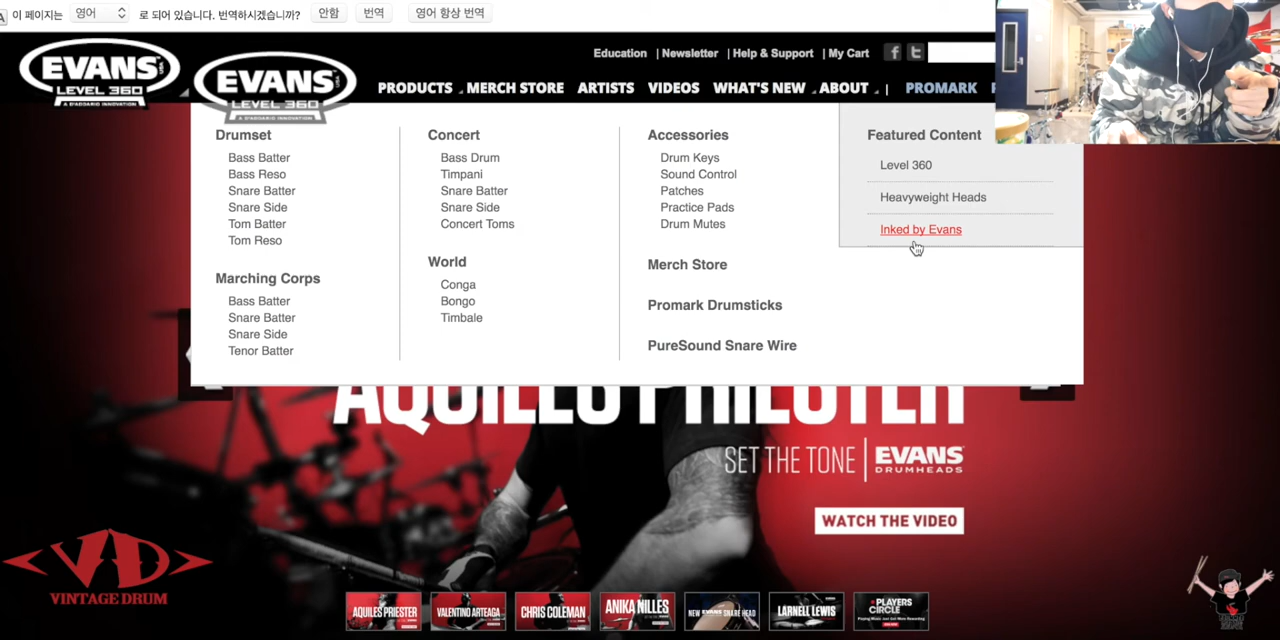 이 페이지는 영어 로 되어 있습니다. 번역하시겠습니까? 안함 번역 영어 항상 번역
EVANS
LEVEL 360
A D'ADDARIO INNOVATION
EVANS
LEVEL 360
A D'ADDARIO INNOVATION
Education | Newsletter | Help & Support | My Cart
PRODUCTS MERCH STORE ARTISTS VIDEOS WHAT'S NEW ABOUT | PROMARK
Drumset
Bass Batter
Bass Reso
Snare Batter
Snare Side
Tom Batter
Tom Reso
Marching Corps
Bass Batter
Snare Batter
Snare Side
Tenor Batter
Concert
Bass Drum
Timpani
Snare Batter
Snare Side
Concert Toms
World
Conga
Bongo
Timbale
Accessories
Drum Keys
Sound Control
Patches
Practice Pads
Drum Mutes
Merch Store
Promark Drumsticks
PureSound Snare Wire
Featured Content
Level 360
Heavyweight Heads
Inked by Evans
AQUILES PRIESTER
SET THE TONE | EVANS
DRUMHEADS
WATCH THE VIDEO
VD
VINTAGE DRUM
AQUILES PRIESTER
VALENTINO ARTEAGA
CHRIS COLEMAN
ANIKA NILLES
NEW EVANS SNARE HEAD
LARNELL LEWIS
PLAYERS
CIRCLE